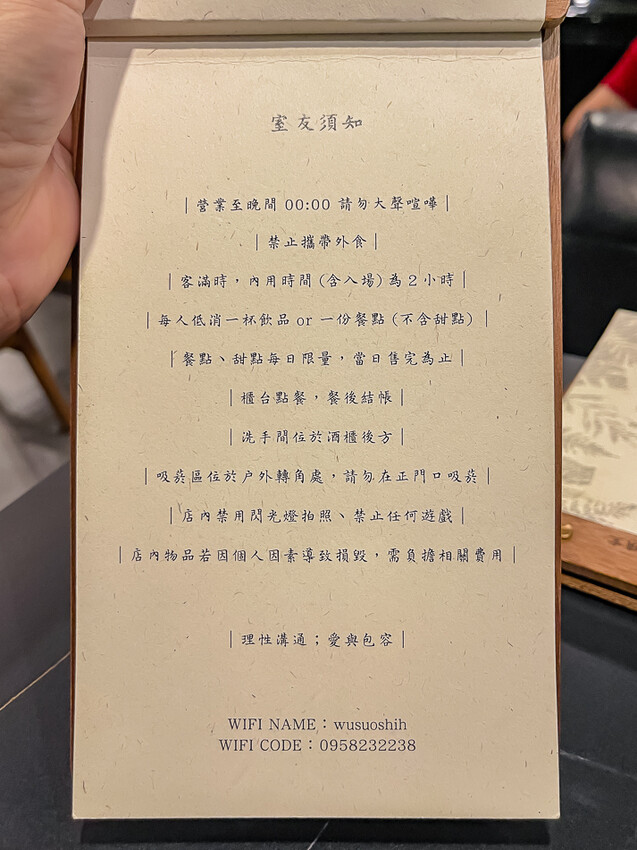 室友須知
|營業至晚間 00:00 請勿大聲喧嘩|
|禁止攜帶外食|
|客滿時,內用時間(含入場)為2小時|
|每人低消一杯飲品 or 一份餐點(不含甜點)|
|餐點、甜點每日限量,當日售完為止|
|櫃台點餐,餐後結帳|
|洗手間位於酒櫃後方|
|吸菸區位於户外轉角處,請勿在正門口吸菸|
|店內禁用閃光燈拍照、禁止任何遊戲|
|店內物品若因個人因素導致損毀,需負擔相關費用|
|理性溝通;愛與包容|
WIFI NAME:wusuoshih
WIFI CODE:0958232238